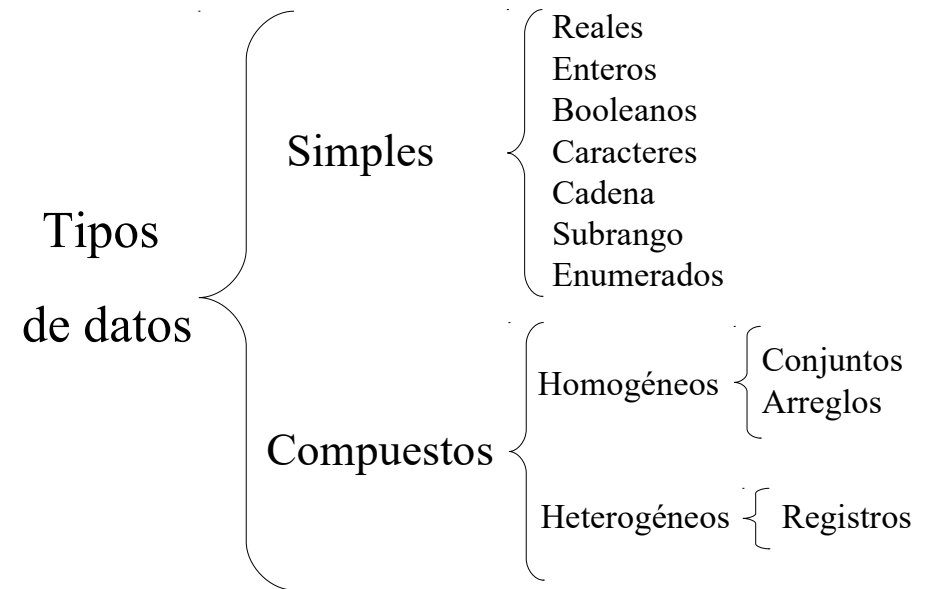 Tipos
de datos
Simples
Reales
Enteros
Booleanos
Caracteres
Cadena
Subrango
Enumerados
Compuestos
Homogéneos
Conjuntos
Arreglos
Heterogéneos
Registros